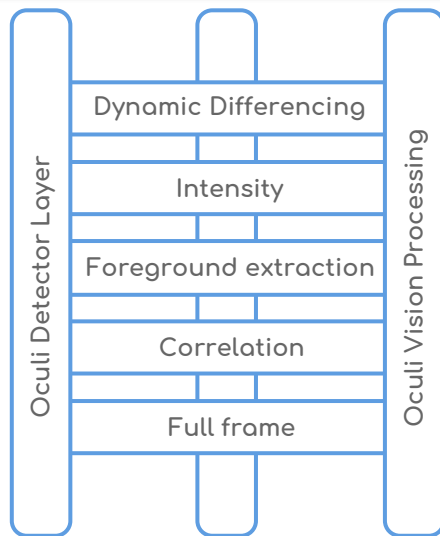 Oculi Detector Layer
Dynamic Differencing
Intensity
Foreground extraction
Correlation
Full frame
Oculi Vision Processing